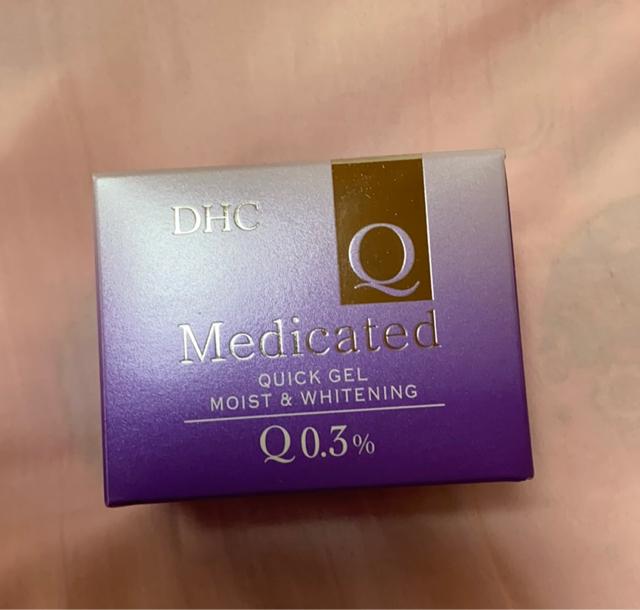 DHC
Q
Medicated
QUICK GEL
MOIST & WHITENING
Q 0.3%